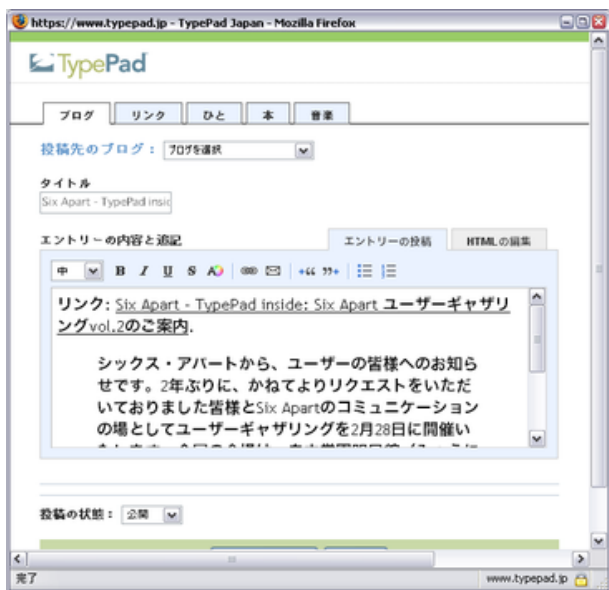 https://www.typepad.jp - TypePad Japan - Mozilla Firefox
TypePad
ブログ リンク ひと 本 音楽
投稿先のブログ： ブログを選択
タイトル
Six Apart - TypePad insic
エントリーの内容と追記 エントリーの投稿 HTMLの編集
中 B I U S A
リンク: Six Apart - TypePad inside: Six Apart ユーザーギャザリ
ングvol.2のご案内.
シックス・アパートから、ユーザーの皆様へのお知ら
せです。2年ぶりに、かねてよりリクエストをいただ
いておりました皆様とSix Apartのコミュニケーション
の場としてユーザーギャザリングを2月28日に開催い
投稿の状態： 公開
完了 www.typepad.jp